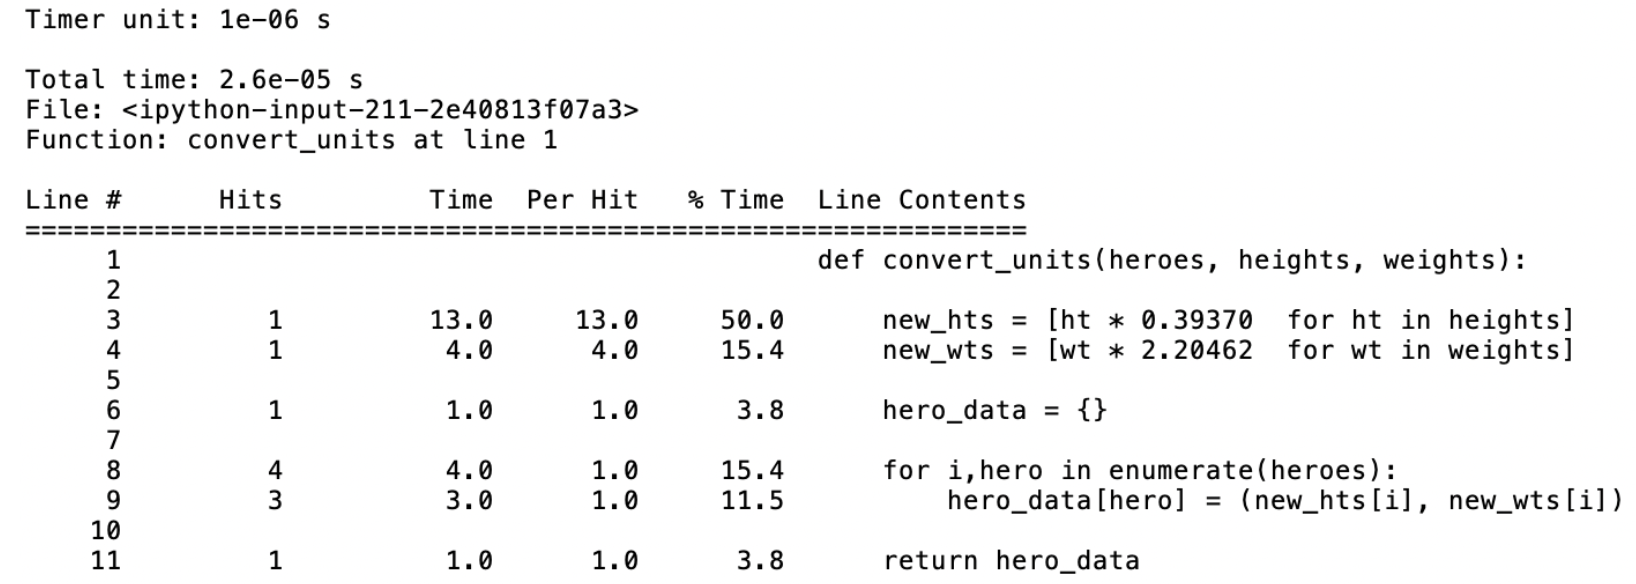 Timer unit: 1e-06 s
Total time: 2.6e-05 s
File: <ipython-input-211-2e40813f07a3>
Function: convert_units at line 1
Line #      Hits         Time  Per Hit   % Time  Line Contents
==============================================================
     1                                           def convert_units(heroes, heights, weights):
     2
     3         1         13.0     13.0     50.0      new_hts = [ht * 0.39370  for ht in heights]
     4         1          4.0      4.0     15.4      new_wts = [wt * 2.20462  for wt in weights]
     5
     6         1          1.0      1.0      3.8      hero_data = {}
     7
     8         4          4.0      1.0     15.4      for i,hero in enumerate(heroes):
     9         3          3.0      1.0     11.5          hero_data[hero] = (new_hts[i], new_wts[i])
    10
    11         1          1.0      1.0      3.8      return hero_data